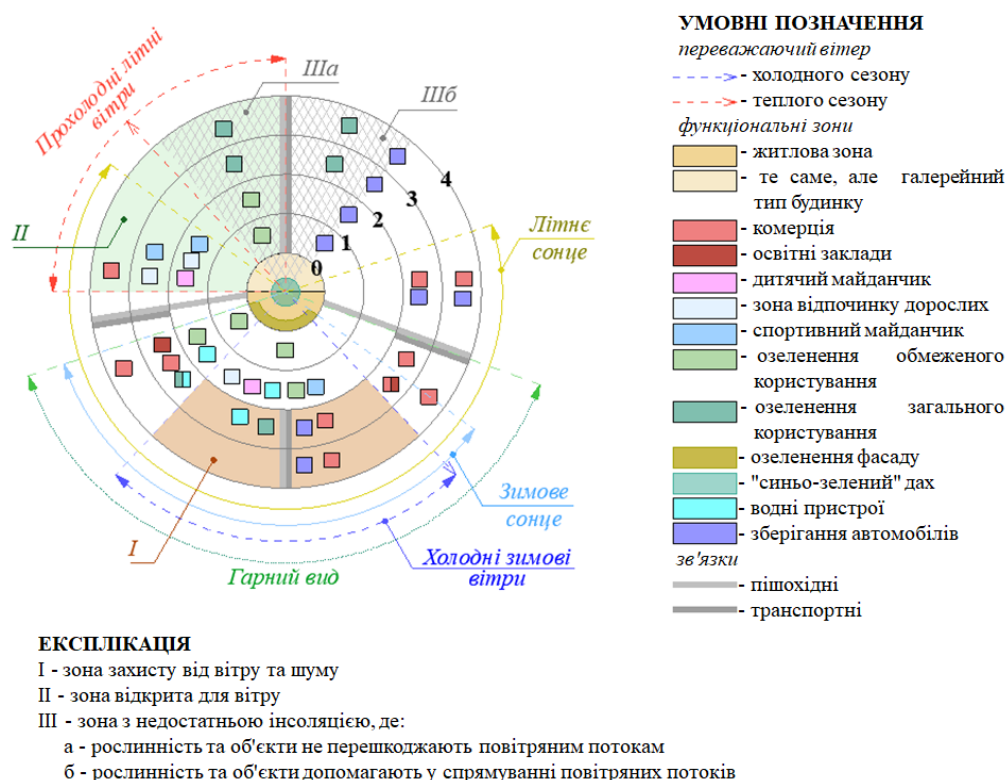 Прохолодні літні
вітри
IIIa
IIIб
4
3
2
1
0
II
Літнє
сонце
Зимове
сонце
I
Холодні зимові
вітри
Гарний вид
УМОВНІ ПОЗНАЧЕННЯ
переважаючий вітер
- холодного сезону
- теплого сезону
функціональні зони
- житлова зона
- те саме, але галерейний
тип будинку
- комерція
- освітні заклади
- дитячий майданчик
- зона відпочинку дорослих
- спортивний майданчик
- озеленення обмеженого
користування
- озеленення загального
користування
- озеленення фасаду
- "синьо-зелений" дах
- водні пристрої
- зберігання автомобілів
зв'язки
- пішохідні
- транспортні
ЕКСПЛІКАЦІЯ
I - зона захисту від вітру та шуму
II - зона відкрита для вітру
III - зона з недостатньою інсоляцією, де:
а - рослинність та об'єкти не перешкоджають повітряним потокам
б - рослинність та об'єкти допомагають у спрямуванні повітряних потоків